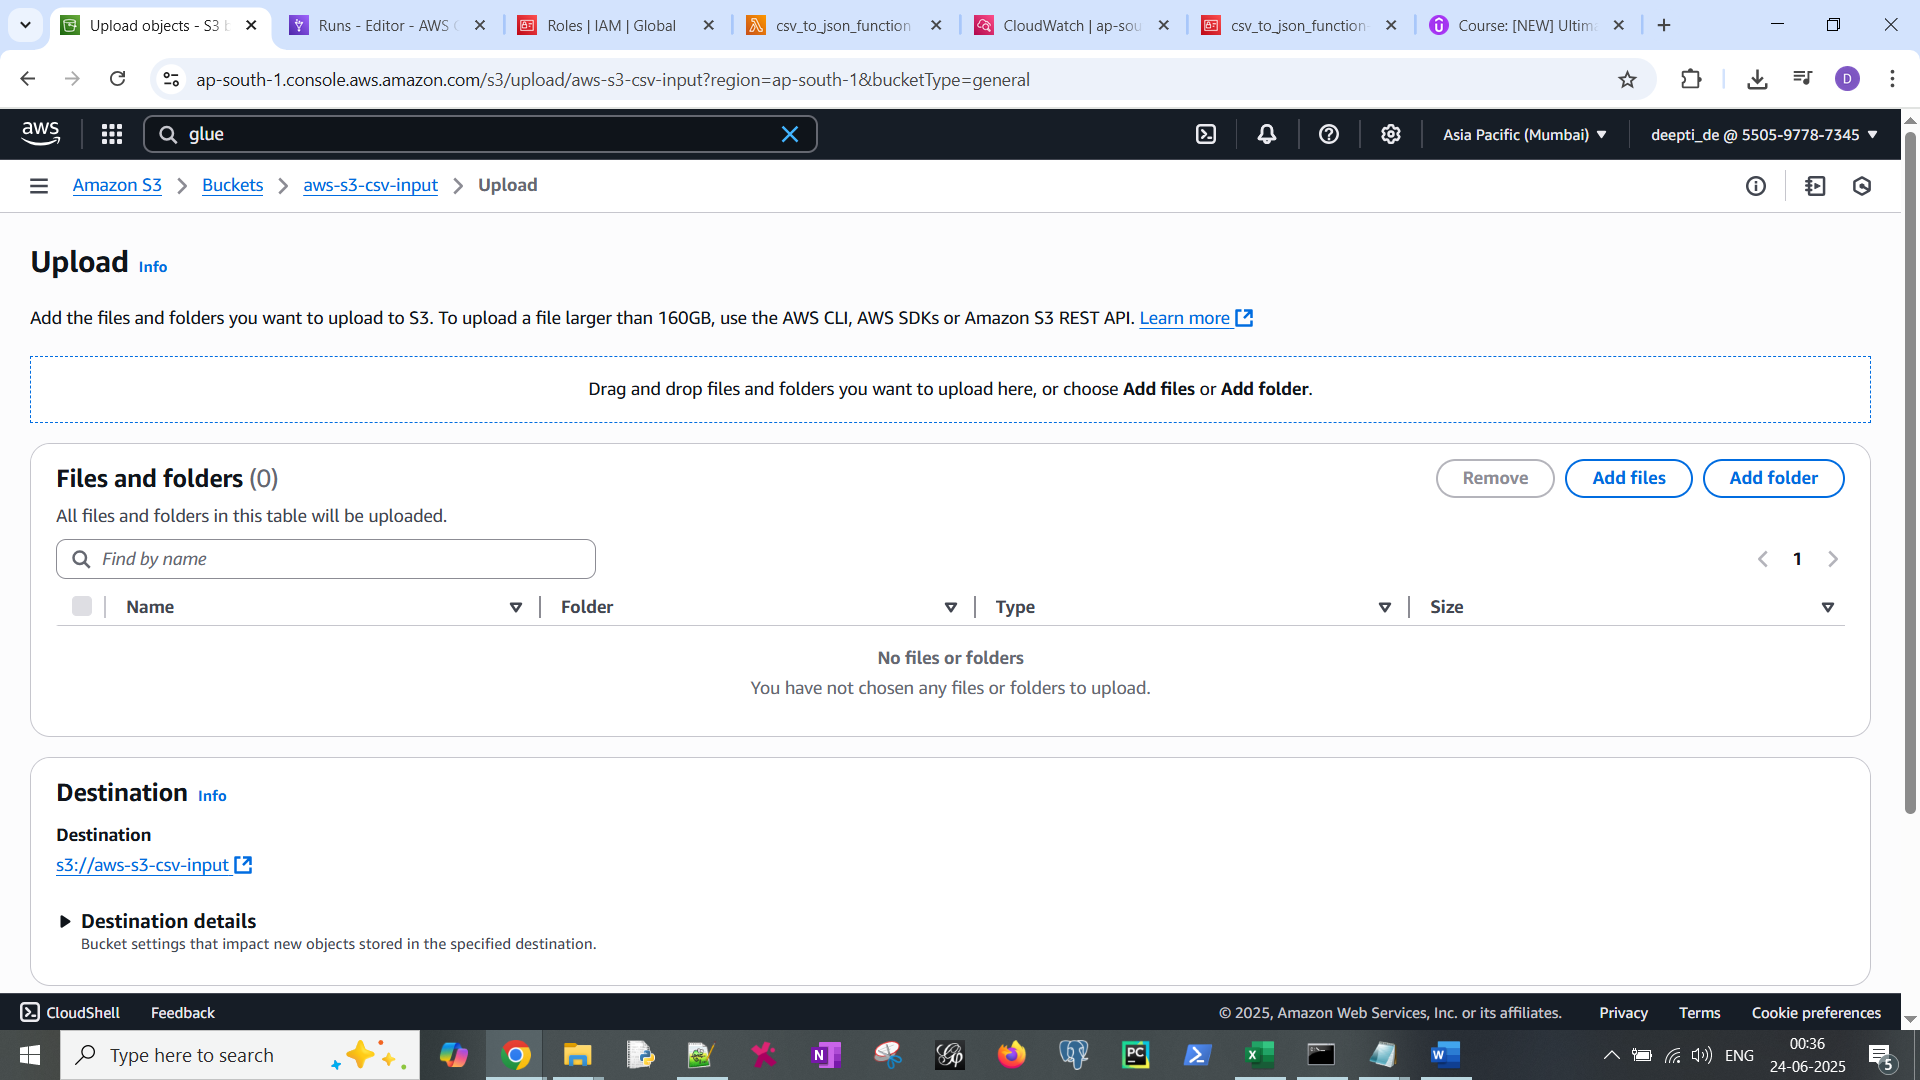 Upload objects - S3 b
Runs - Editor - AWS G
Roles | IAM | Global
csv_to_json_function
CloudWatch | ap-sou
csv_to_json_function-
Course: [NEW] Ultima
ap-south-1.console.aws.amazon.com/s3/upload/aws-s3-csv-input?region=ap-south-1&bucketType=general
D
aws
glue
Asia Pacific (Mumbai)
deepti_de @ 5505-9778-7345
Amazon S3
Buckets
aws-s3-csv-input
Upload
Upload Info
Add the files and folders you want to upload to S3. To upload a file larger than 160GB, use the AWS CLI, AWS SDKs or Amazon S3 REST API. Learn more
Drag and drop files and folders you want to upload here, or choose Add files or Add folder.
Files and folders (0)
Remove
Add files
Add folder
All files and folders in this table will be uploaded.
Find by name
1
Name
Folder
Type
Size
No files or folders
You have not chosen any files or folders to upload.
Destination Info
Destination
s3://aws-s3-csv-input
Destination details
Bucket settings that impact new objects stored in the specified destination.
CloudShell
Feedback
© 2025, Amazon Web Services, Inc. or its affiliates.
Privacy
Terms
Cookie preferences
Type here to search
ENG
00:36
24-06-2025
5